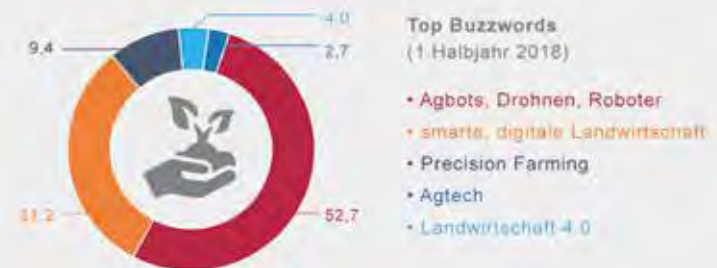 4,0
9,4
2,7
31,2
52,7
Top Buzzwords
(1 Halbjahr 2018)
• Agbots, Drohnen, Roboter
• smarte, digitale Landwirtschaft
• Precision Farming
• Agtech
• Landwirtschaft 4.0